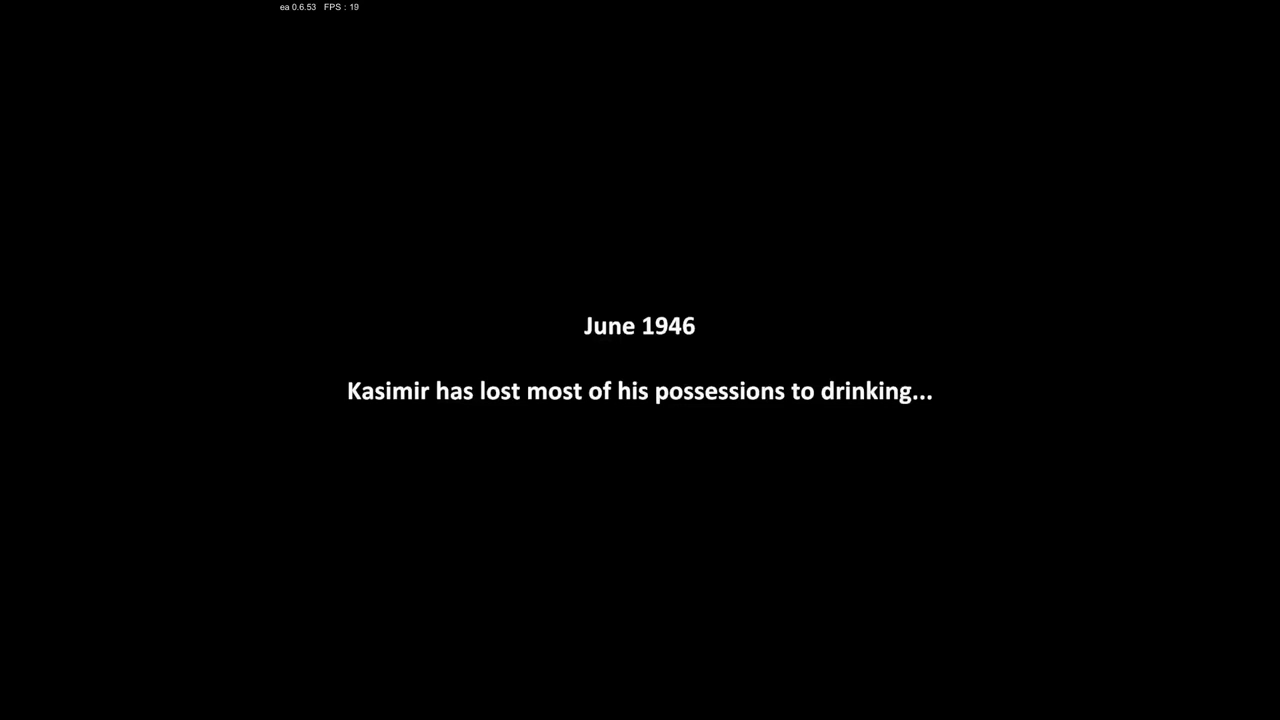 ea 0.6.53 FPS : 19
June 1946
Kasimir has lost most of his possessions to drinking...